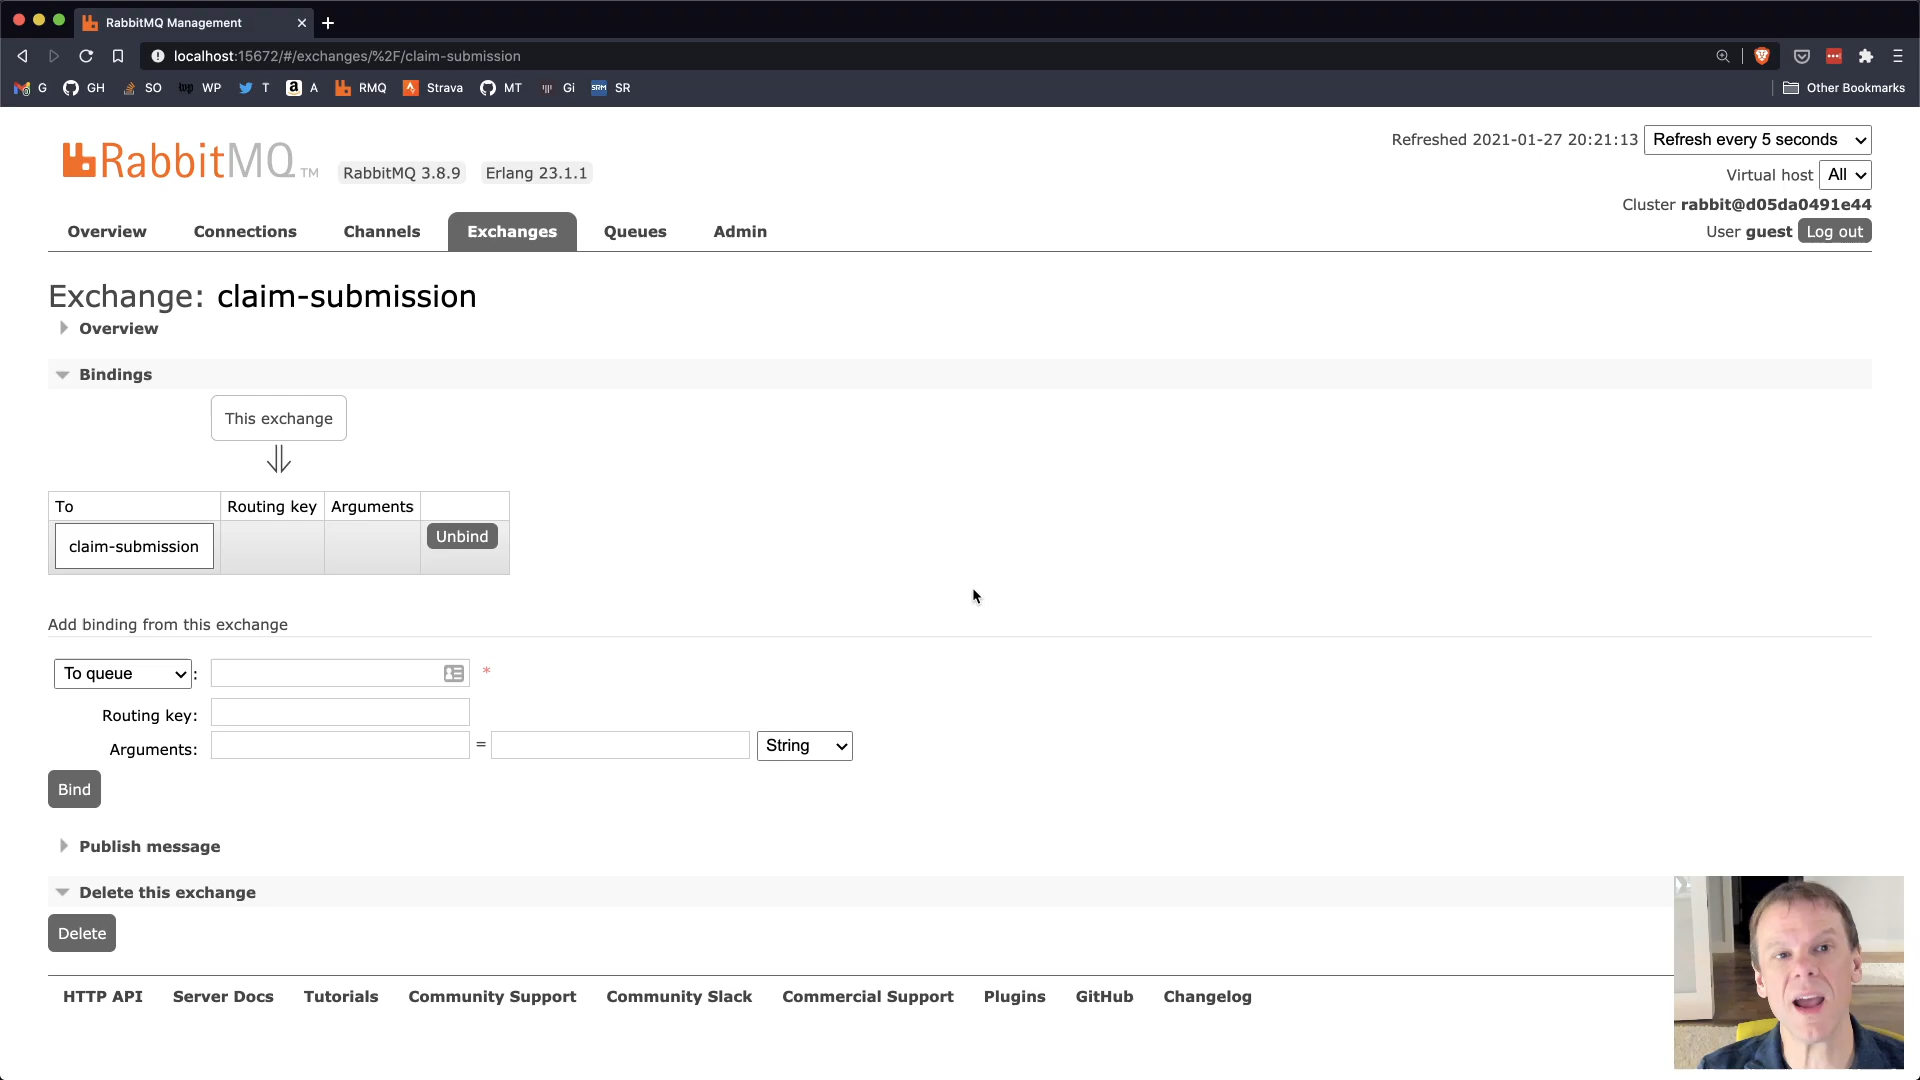 RabbitMQ Management
localhost:15672/#/exchanges/%2F/claim-submission
G GH SO WP T A RMQ Strava MT Gi SRM SR Other Bookmarks
RabbitMQ TM RabbitMQ 3.8.9 Erlang 23.1.1
Refreshed 2021-01-27 20:21:13 Refresh every 5 seconds
Virtual host All
Cluster rabbit@d05da0491e44
User guest Log out
Overview Connections Channels Exchanges Queues Admin
Exchange: claim-submission
Overview
Bindings
This exchange
To Routing key Arguments
claim-submission Unbind
Add binding from this exchange
To queue : *
Routing key:
Arguments: = String
Bind
Publish message
Delete this exchange
Delete
HTTP API Server Docs Tutorials Community Support Community Slack Commercial Support Plugins GitHub Changelog